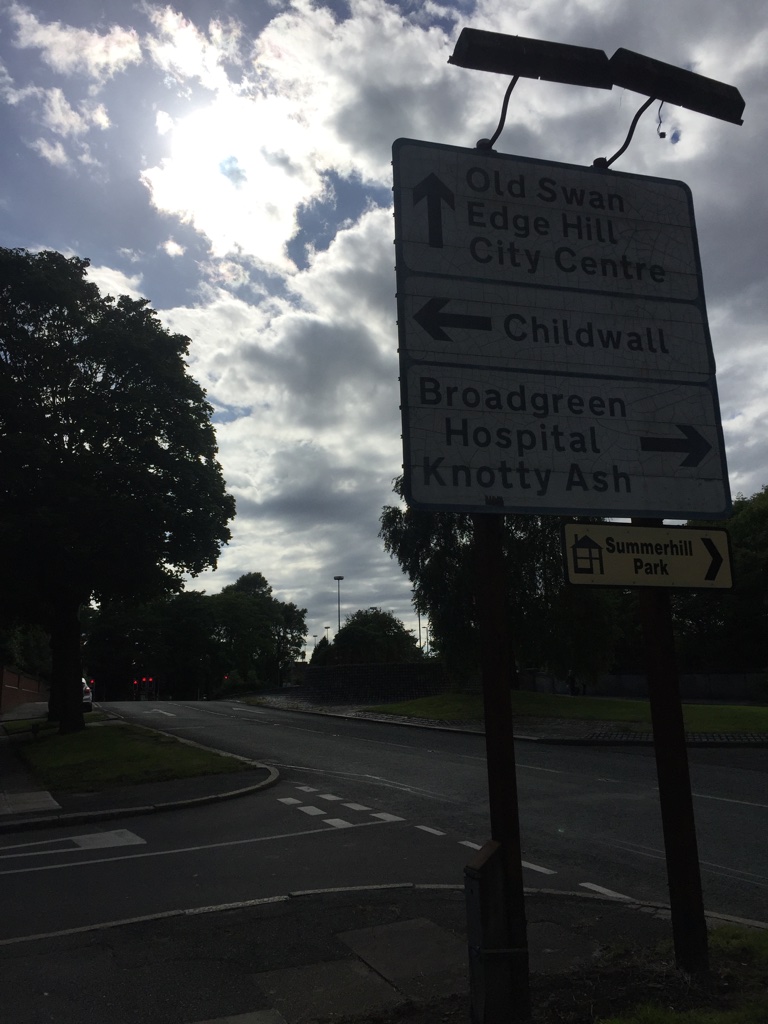 Old Swan
Edge Hill
City Centre
Childwall
Broadgreen
Hospital
Knotty Ash
Summerhill
Park